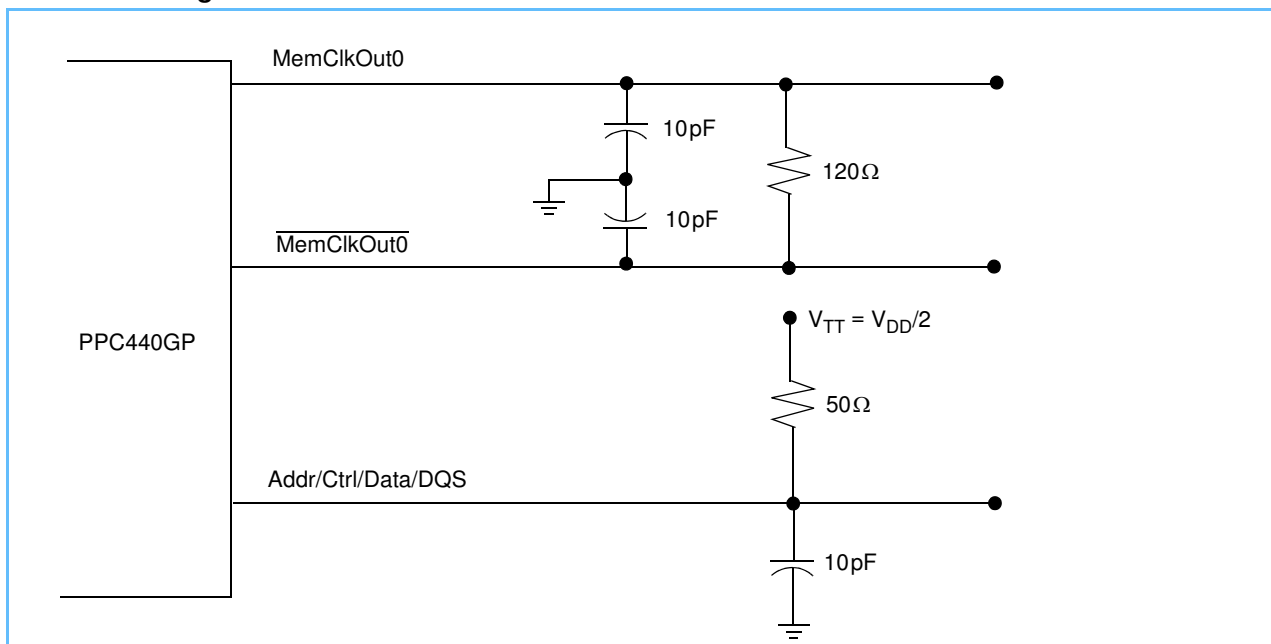 MemClkOut0
10pF
120Ω
10pF
MemClkOut0
V_TT = V_DD/2
PPC440GP
50Ω
Addr/Ctrl/Data/DQS
10pF